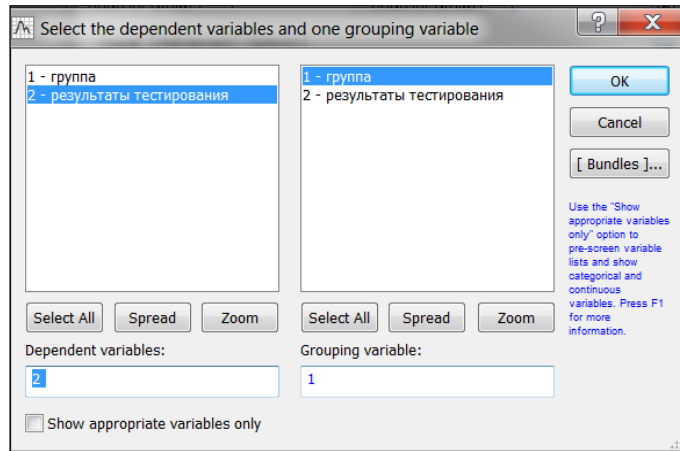 Select the dependent variables and one grouping variable
1 - группа
2 - результаты тестирования
1 - группа
2 - результаты тестирования
OK
Cancel
[ Bundles ]...
Use the "Show
appropriate variables
only" option to
pre-screen variable
lists and show
categorical and
continuous
variables. Press F1
for more
information.
Select All Spread Zoom
Select All Spread Zoom
Dependent variables:
2
Grouping variable:
1
Show appropriate variables only